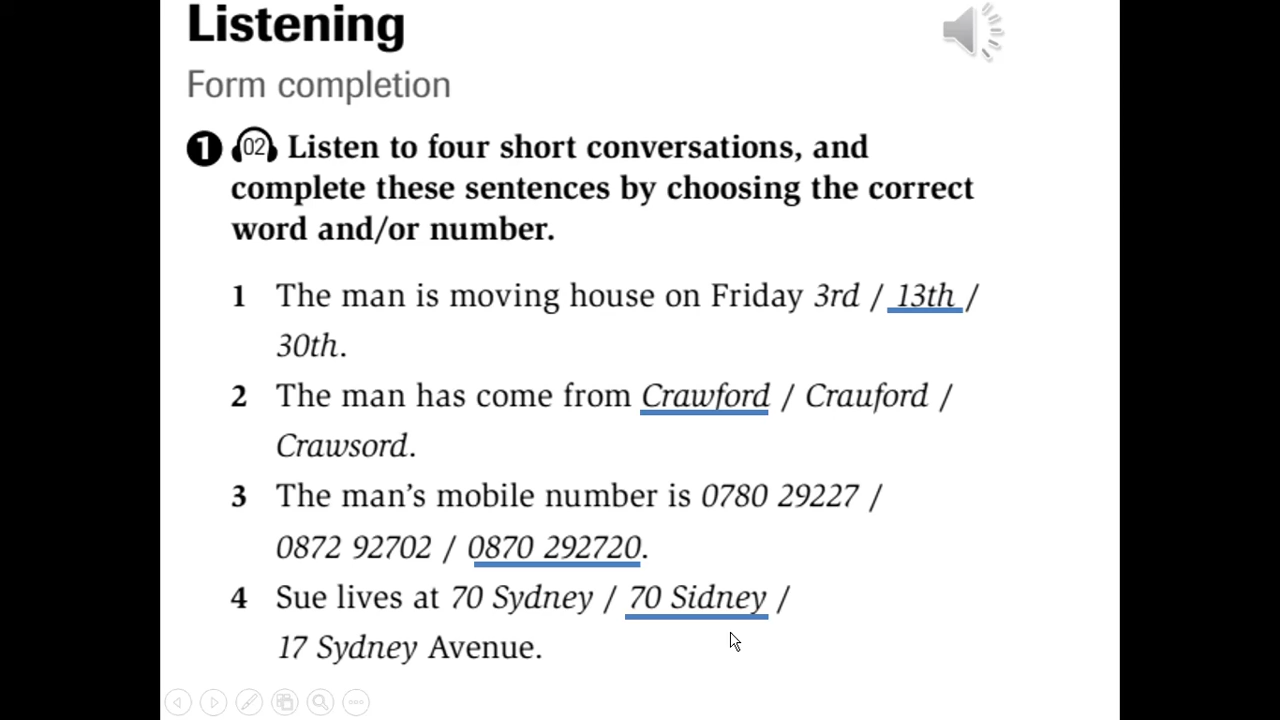 Listening
Form completion
1 02 Listen to four short conversations, and
complete these sentences by choosing the correct
word and/or number.
1 The man is moving house on Friday 3rd / 13th /
30th.
2 The man has come from Crawford / Crauford /
Crawsord.
3 The man’s mobile number is 0780 29227 /
0872 92702 / 0870 292720.
4 Sue lives at 70 Sydney / 70 Sidney /
17 Sydney Avenue.